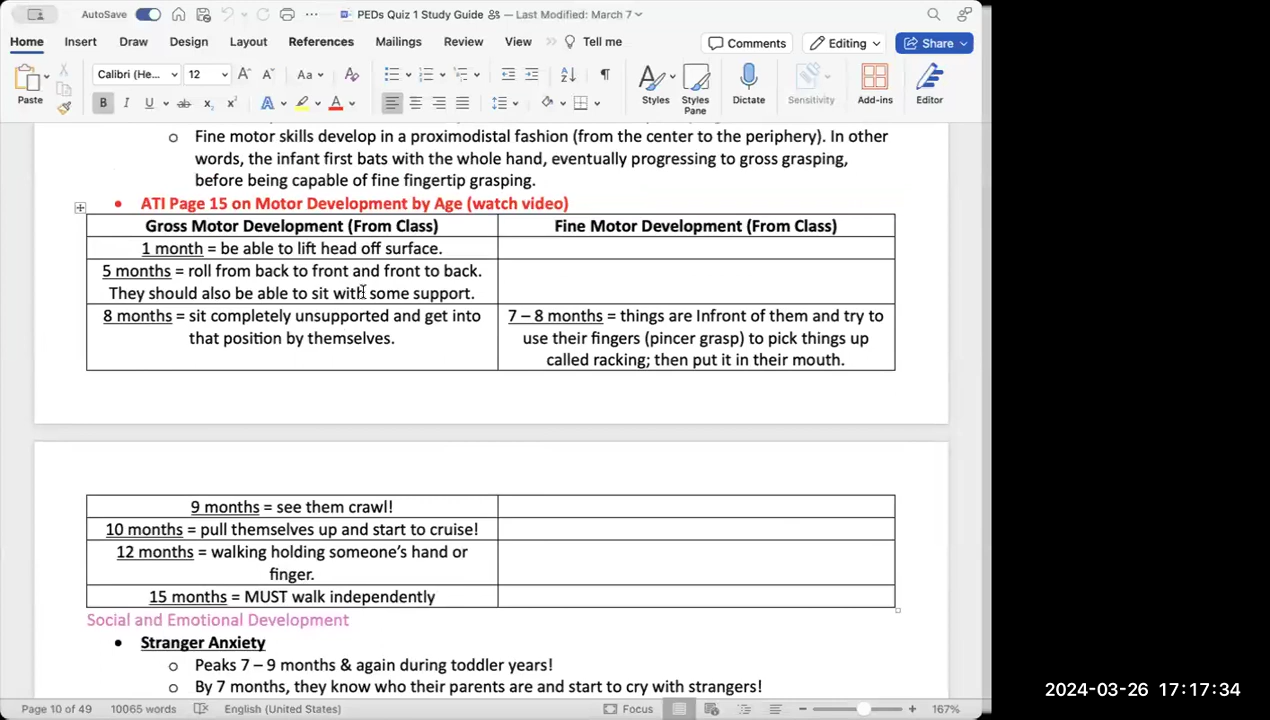 AutoSave
PEDs Quiz 1 Study Guide — Last Modified: March 7
Home Insert Draw Design Layout References Mailings Review View Tell me
Comments Editing Share
Paste
Calibri (He... 12 Aa
B I U ab x₂ x² A A
Styles
Styles Pane
Dictate
Sensitivity
Add-ins
Editor
o Fine motor skills develop in a proximodistal fashion (from the center to the periphery). In other
words, the infant first bats with the whole hand, eventually progressing to gross grasping,
before being capable of fine fingertip grasping.
• ATI Page 15 on Motor Development by Age (watch video)
Gross Motor Development (From Class)
Fine Motor Development (From Class)
1 month = be able to lift head off surface.
5 months = roll from back to front and front to back.
They should also be able to sit with some support.
8 months = sit completely unsupported and get into
that position by themselves.
7 – 8 months = things are Infront of them and try to
use their fingers (pincer grasp) to pick things up
called racking; then put it in their mouth.
9 months = see them crawl!
10 months = pull themselves up and start to cruise!
12 months = walking holding someone's hand or
finger.
15 months = MUST walk independently
Social and Emotional Development
• Stranger Anxiety
o Peaks 7 – 9 months & again during toddler years!
o By 7 months, they know who their parents are and start to cry with strangers!
Page 10 of 49 10065 words English (United States) Focus 167%
2024-03-26 17:17:34